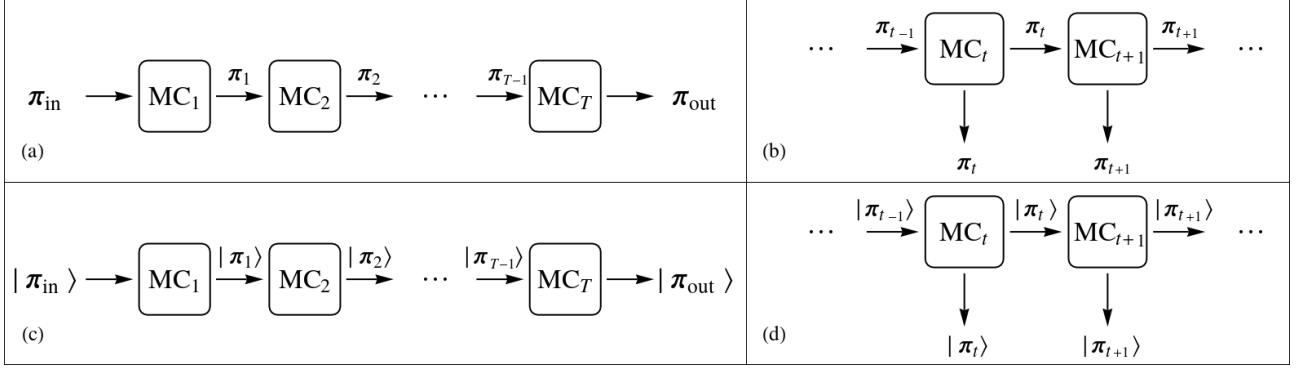 π_in → MC_1 π_1 → MC_2 π_2 → ⋯ π_{T−1} → MC_T → π_out
(a)
⋯ π_{t−1} → MC_t π_t → MC_{t+1} π_{t+1} → ⋯
π_t π_{t+1}
(b)
|π_in⟩ → MC_1 |π_1⟩ → MC_2 |π_2⟩ → ⋯ |π_{T−1}⟩ → MC_T → |π_out⟩
(c)
⋯ |π_{t−1}⟩ → MC_t |π_t⟩ → MC_{t+1} |π_{t+1}⟩ → ⋯
|π_t⟩ |π_{t+1}⟩
(d)